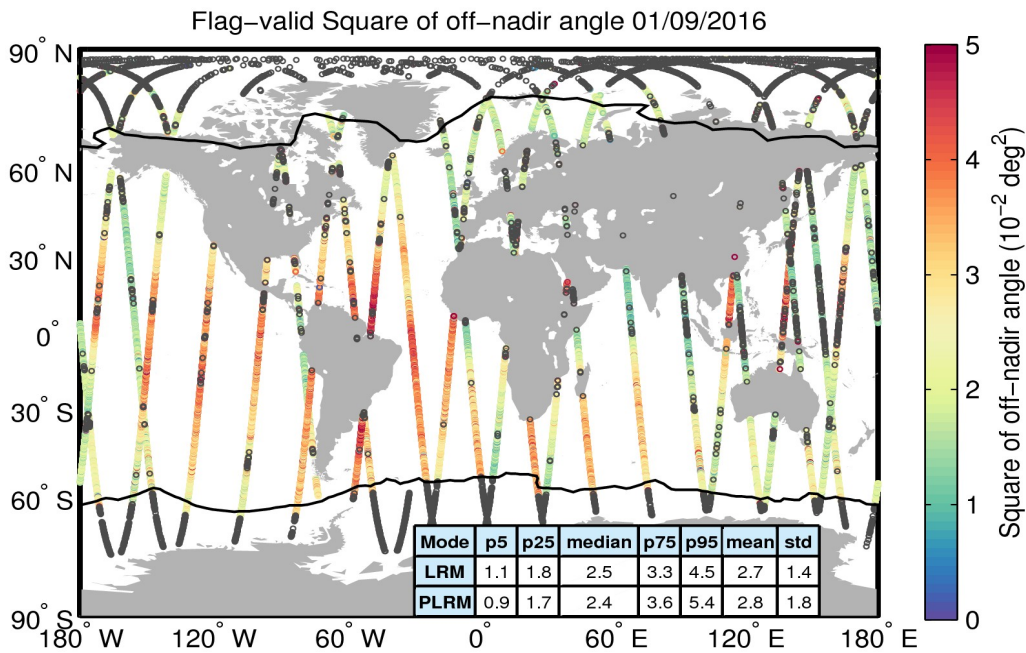 Flag−valid Square of off−nadir angle 01/09/2016
90° N
60° N
30° N
0°
30° S
60° S
90° S
180° W
120° W
60° W
0°
60° E
120° E
180° E
Mode p5 p25 median p75 p95 mean std
LRM 1.1 1.8 2.5 3.3 4.5 2.7 1.4
PLRM 0.9 1.7 2.4 3.6 5.4 2.8 1.8
5
4
3
2
1
0
Square of off−nadir angle (10⁻² deg²)